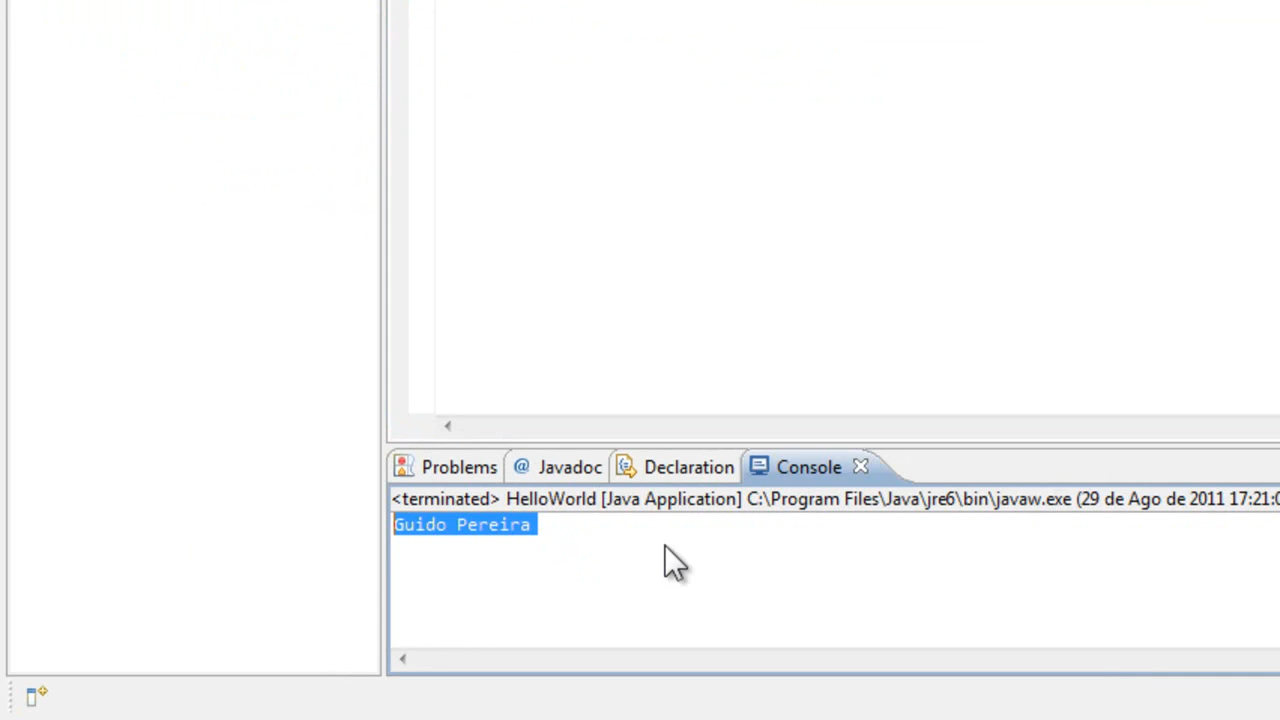 Problems @ Javadoc Declaration Console
<terminated> HelloWorld [Java Application] C:\Program Files\Java\jre6\bin\javaw.exe (29 de Ago de 2011 17:21:0
Guido Pereira